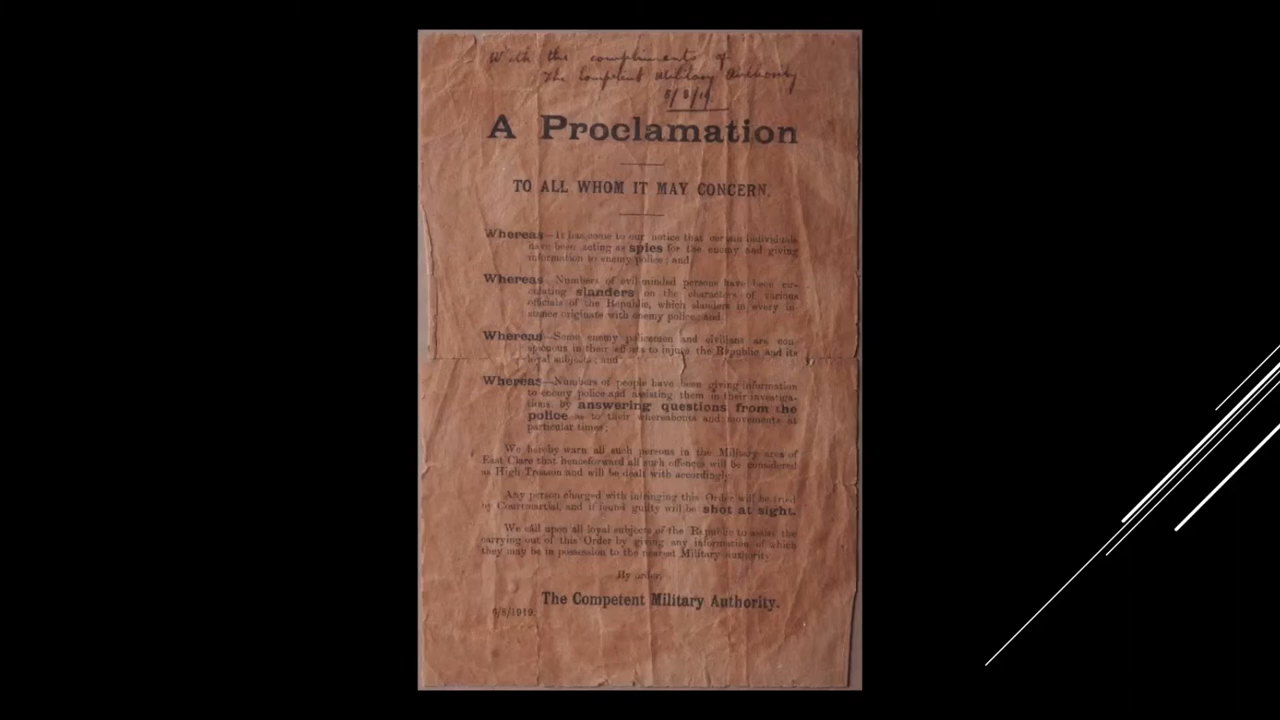 With the compliments of
The Competent Military Authority
A Proclamation
TO ALL WHOM IT MAY CONCERN.
Whereas—It has come to our notice that certain individuals
have been acting as spies for the enemy and giving
information to enemy police; and
Whereas—Numbers of evil-minded persons have been cir-
culating slanders on the characters of various
officials of the Republic, which slanders in every in-
stance originate with enemy police; and
Whereas—Some enemy policemen and civilians are con-
spicuous in their efforts to injure the Republic and its
loyal subjects; and
Whereas—Numbers of people have been giving information
to enemy police and assisting them in their investiga-
tions by answering questions from the
police as to their whereabouts and movements at
particular times;
We hereby warn all such persons in the Military area of
East Clare that henceforward all such offences will be considered
as High Treason and will be dealt with accordingly.
Any person charged with infringing this Order will be tried
by Courtmartial, and if found guilty will be shot at sight.
We call upon all loyal subjects of the Republic to assist the
carrying out of this Order by giving any information of which
they may be in possession to the nearest Military authority.
By order,
The Competent Military Authority.
6/8/1919.